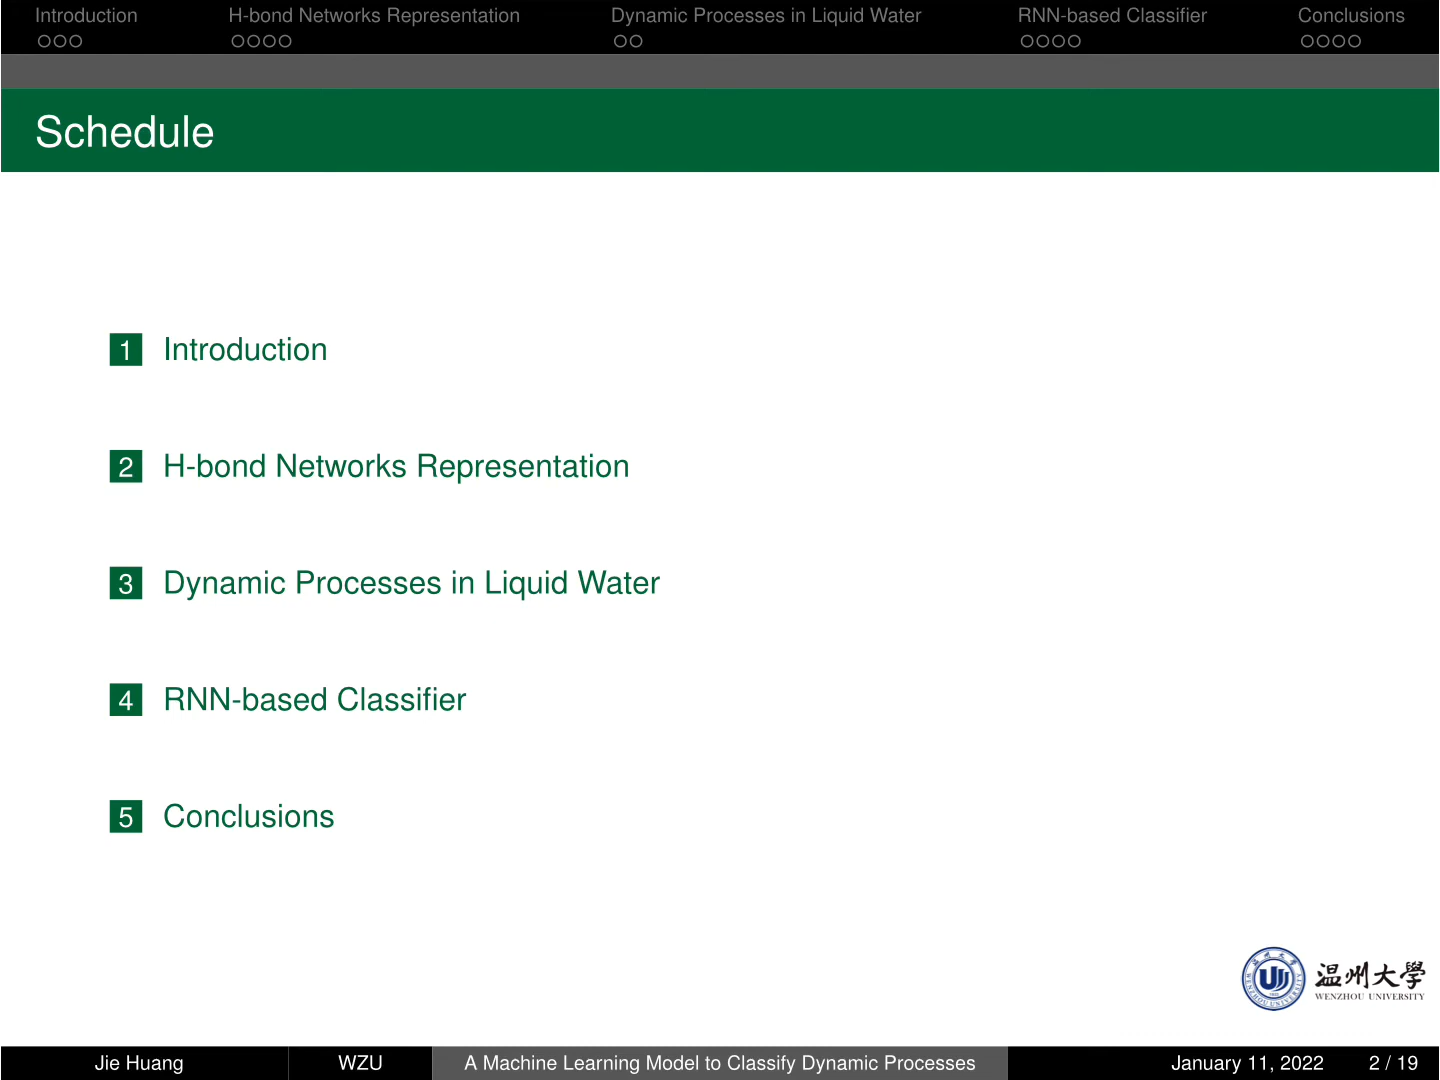 Introduction
H-bond Networks Representation
Dynamic Processes in Liquid Water
RNN-based Classifier
Conclusions
Schedule
1 Introduction
2 H-bond Networks Representation
3 Dynamic Processes in Liquid Water
4 RNN-based Classifier
5 Conclusions
温州大學
WENZHOU UNIVERSITY
Jie Huang
WZU
A Machine Learning Model to Classify Dynamic Processes
January 11, 2022
2 / 19